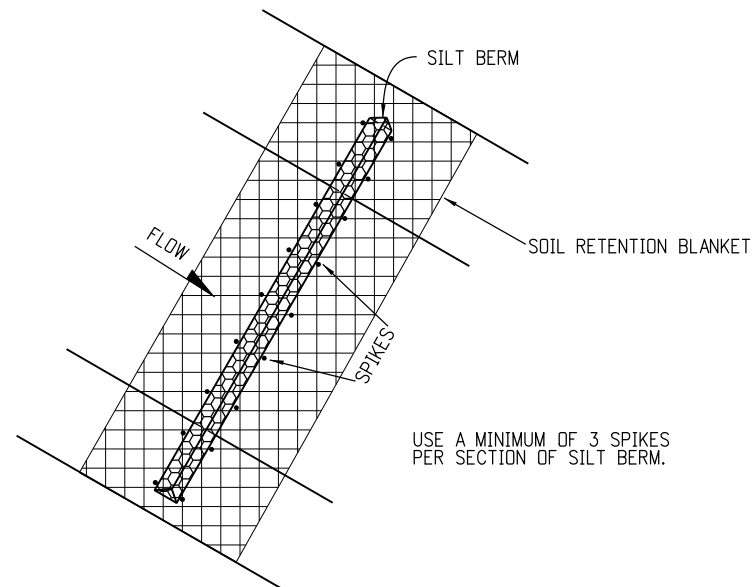 SILT BERM
SOIL RETENTION BLANKET
FLOW
SPIKES
USE A MINIMUM OF 3 SPIKES
PER SECTION OF SILT BERM.